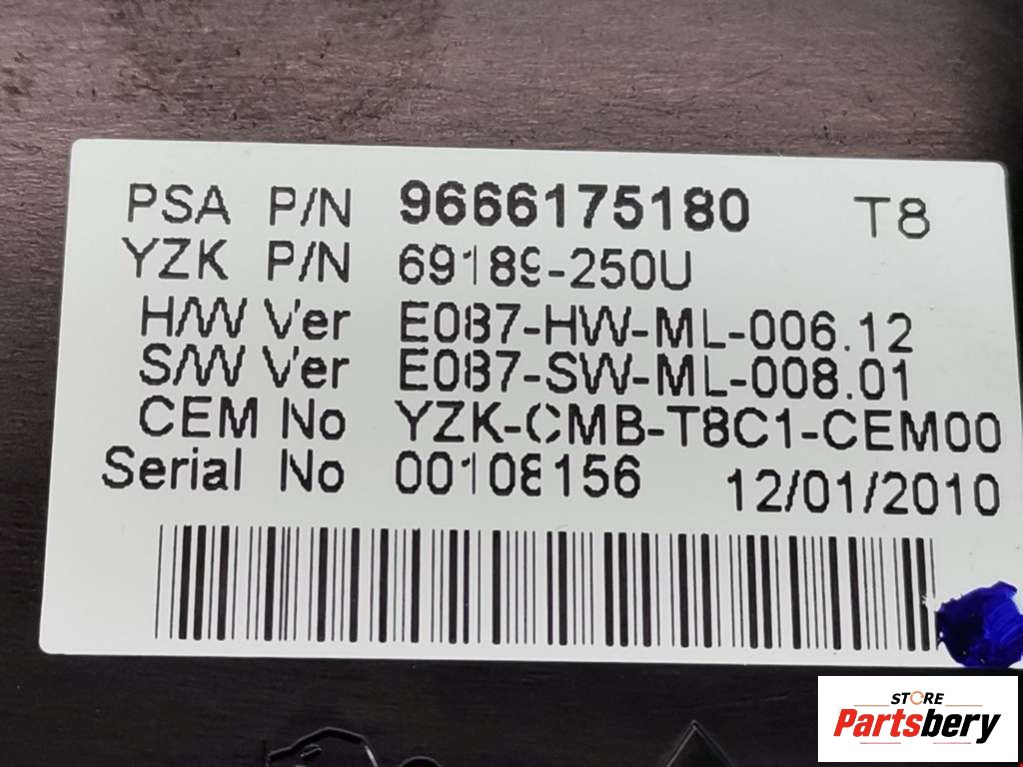 PSA P/N 9666175180 T8
YZK P/N 69189-250U
H/W Ver E087-HW-ML-006.12
S/W Ver E087-SW-ML-008.01
CEM No YZK-CMB-T8C1-CEM00
Serial No 00108156 12/01/2010
STORE
Partsbery